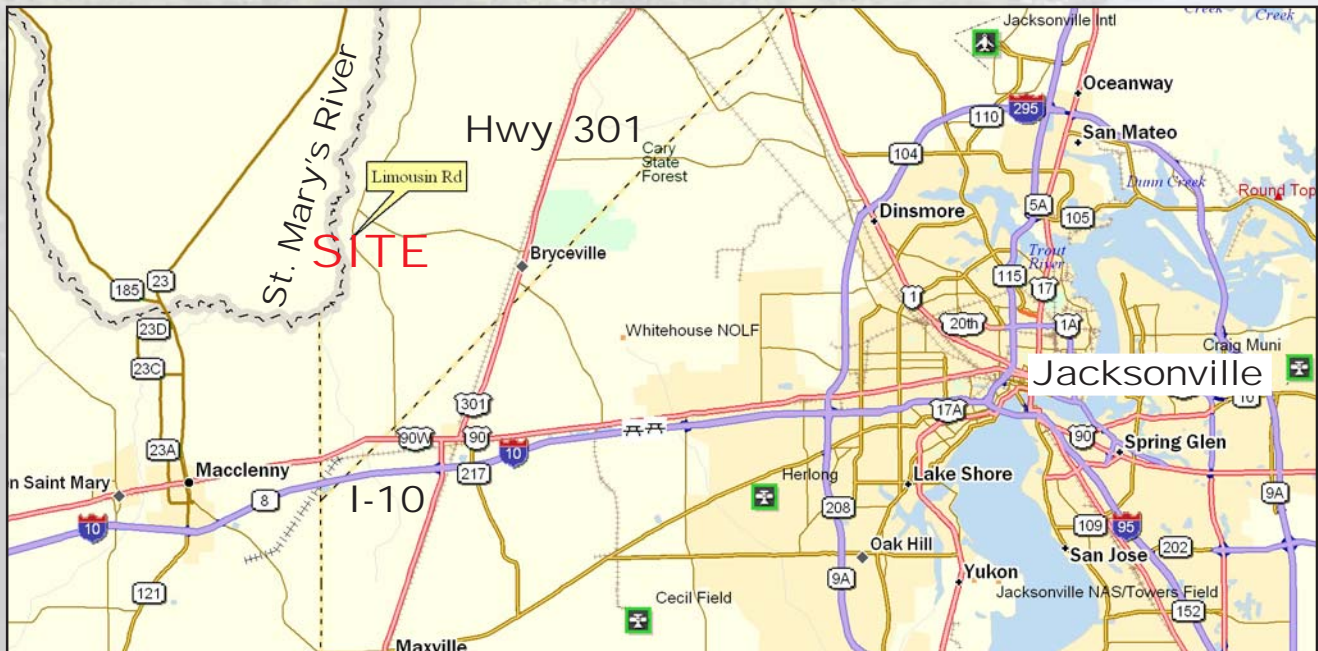 Creek
Creek
Jacksonville Intl
Oceanway
295
110
San Mateo
St. Mary's River
Hwy 301
Cary
State
Forest
104
Limousin Rd
Dunn Creek
Round Top
Dinsmore
5A
105
SITE
Bryceville
Trout
River
185
23
115
17
1
23D
20th
1A
Whitehouse NOLF
Craig Muni
23C
Jacksonville
10
301
17A
90W
90
90
23A
10
Spring Glen
217
Macclenny
n Saint Mary
Herlong
Lake Shore
9A
8
I-10
208
10
109
95
202
Oak Hill
San Jose
9A
Yukon
121
Cecil Field
Jacksonville NAS/Towers Field
152
Maxville